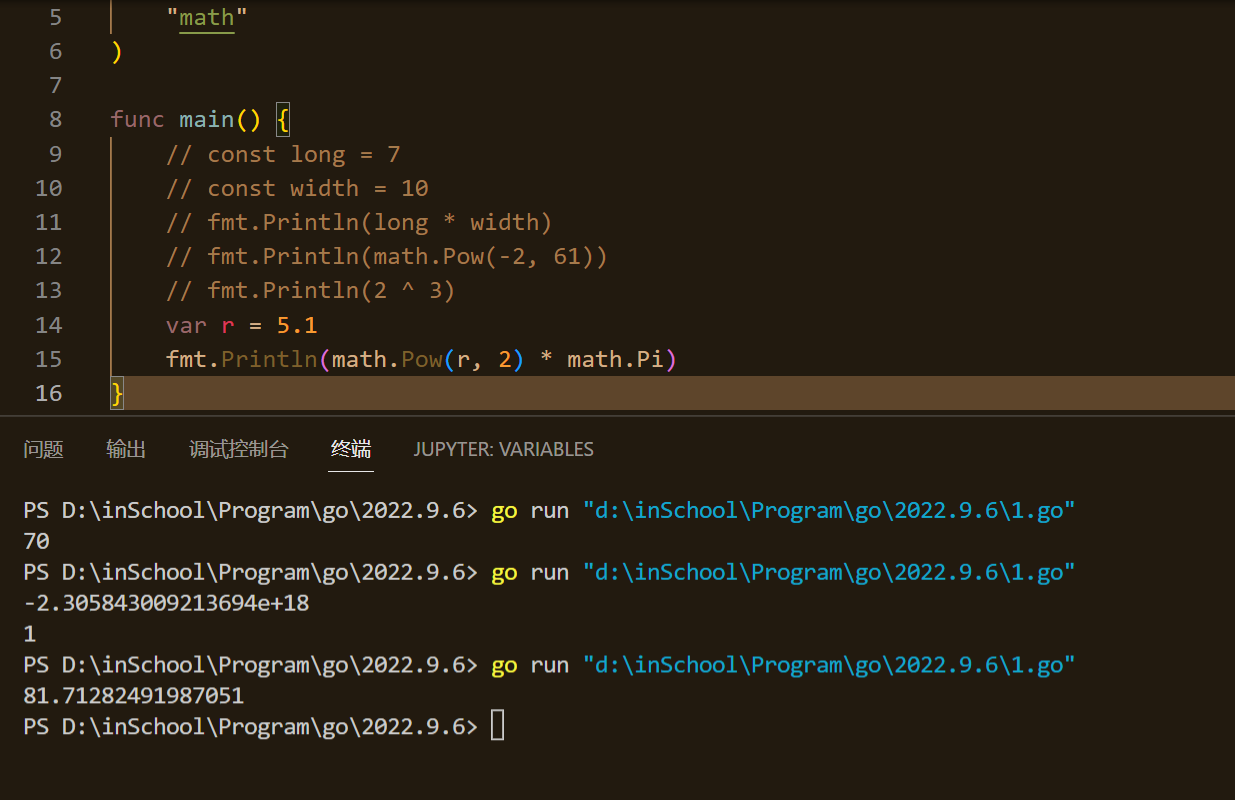 5 "math"
6 )
7
8 func main() {
9 // const long = 7
10 // const width = 10
11 // fmt.Println(long * width)
12 // fmt.Println(math.Pow(-2, 61))
13 // fmt.Println(2 ^ 3)
14 var r = 5.1
15 fmt.Println(math.Pow(r, 2) * math.Pi)
16 }
问题 输出 调试控制台 终端 JUPYTER: VARIABLES
PS D:\inSchool\Program\go\2022.9.6> go run "d:\inSchool\Program\go\2022.9.6\1.go"
70
PS D:\inSchool\Program\go\2022.9.6> go run "d:\inSchool\Program\go\2022.9.6\1.go"
-2.305843009213694e+18
1
PS D:\inSchool\Program\go\2022.9.6> go run "d:\inSchool\Program\go\2022.9.6\1.go"
81.71282491987051
PS D:\inSchool\Program\go\2022.9.6>